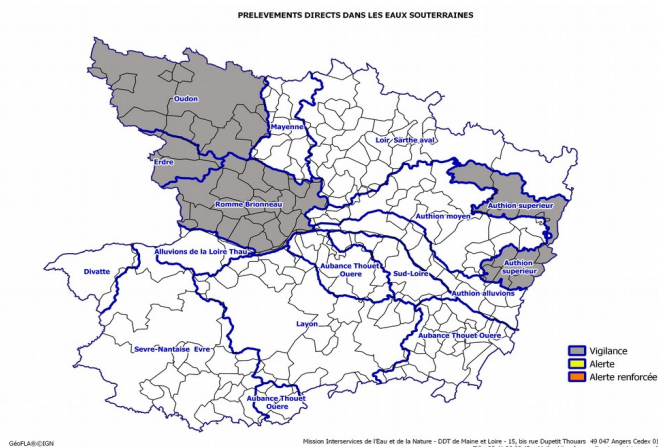 PRELEVEMENTS DIRECTS DANS LES EAUX SOUTERRAINES
Oudon
Mayenne
Loir Sarthe aval
Erdre
Romme Brionneau
Authion superieur
Authion moyen
Alluvions de la Loire Thau
Divatte
Aubance Thouet
Ouere
Sud-Loire
Authion
superieur
Authion alluvions
Layon
Aubance Thouet Ouere
Sevre-Nantaise Evre
Aubance Thouet
Ouere
Vigilance
Alerte
Alerte renforcée
GéoFLA®©IGN
Mission Interservices de l'Eau et de la Nature - DDT de Maine et Loire - 15, bis rue Dupetit Thouars 49 047 Angers Cedex 0